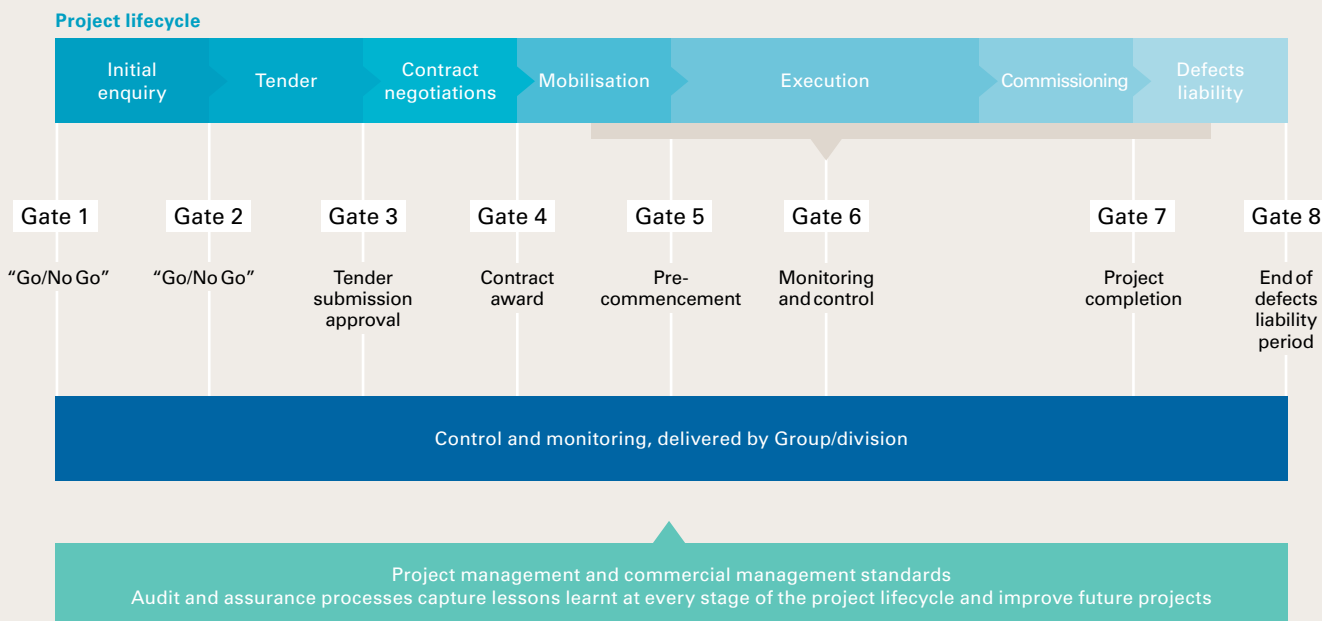 Project lifecycle
Initial
enquiry
Tender
Contract
negotiations
Mobilisation
Execution
Commissioning
Defects
liability
Gate 1
Gate 2
Gate 3
Gate 4
Gate 5
Gate 6
Gate 7
Gate 8
“Go/No Go”
“Go/No Go”
Tender
submission
approval
Contract
award
Pre-
commencement
Monitoring
and control
Project
completion
End of
defects
liability
period
Control and monitoring, delivered by Group/division
Project management and commercial management standards
Audit and assurance processes capture lessons learnt at every stage of the project lifecycle and improve future projects